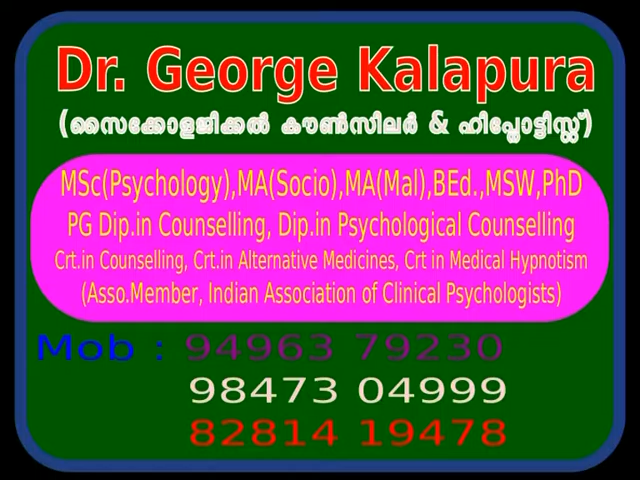 Dr. George Kalapura
(സൈക്കോളജിക്കൽ കൗൺസിലർ & ഹിപ്നോട്ടിസ്റ്റ്)
MSc(Psychology),MA(Socio),MA(Mal),BEd.,MSW,PhD
PG Dip.in Counselling, Dip.in Psychological Counselling
Crt.in Counselling, Crt.in Alternative Medicines, Crt in Medical Hypnotism
(Asso.Member, Indian Association of Clinical Psychologists)
Mob : 94963 79230
98473 04999
82814 19478